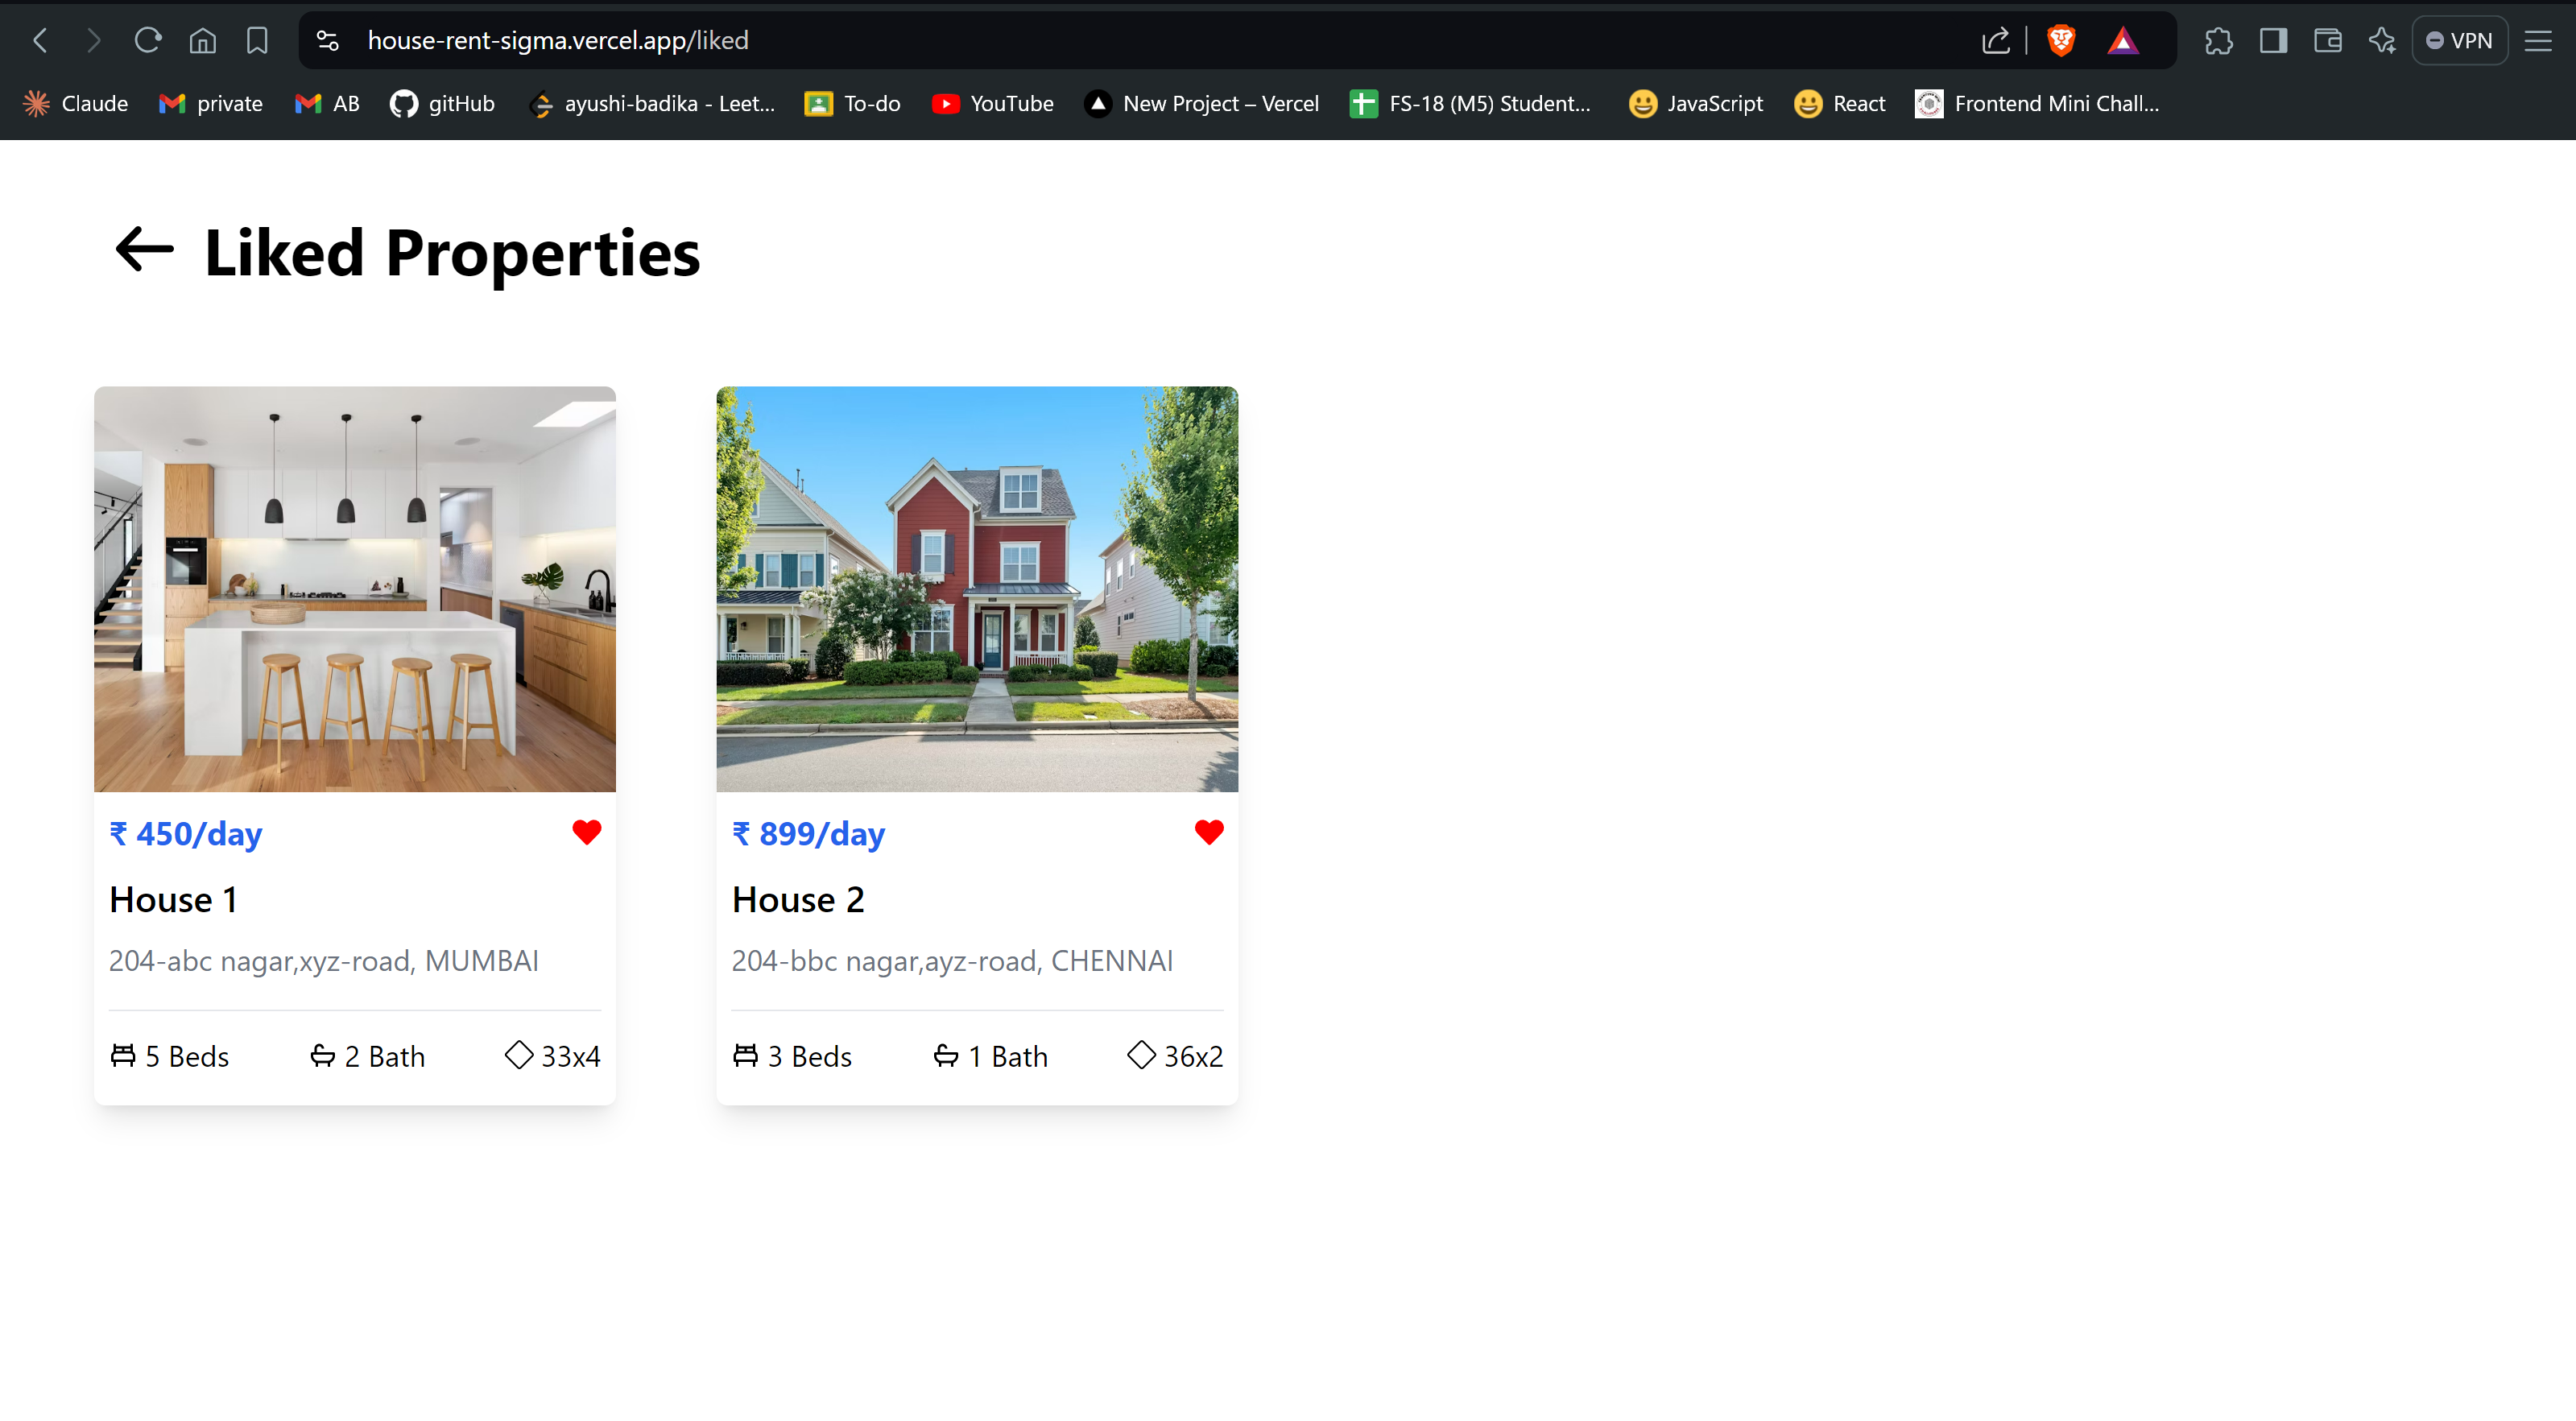 house-rent-sigma.vercel.app/liked
VPN
Claude
private
AB
gitHub
ayushi-badika - Leet...
To-do
YouTube
New Project – Vercel
FS-18 (M5) Student...
JavaScript
React
Frontend Mini Chall...
Liked Properties
₹ 450/day
House 1
204-abc nagar,xyz-road, MUMBAI
5 Beds
2 Bath
33x4
₹ 899/day
House 2
204-bbc nagar,ayz-road, CHENNAI
3 Beds
1 Bath
36x2